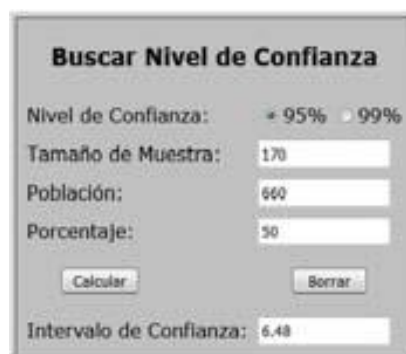 Buscar Nivel de Confianza
Nivel de Confianza: 95% 99%
Tamaño de Muestra: 170
Población: 660
Porcentaje: 50
Calcular Borrar
Intervalo de Confianza: 6.48